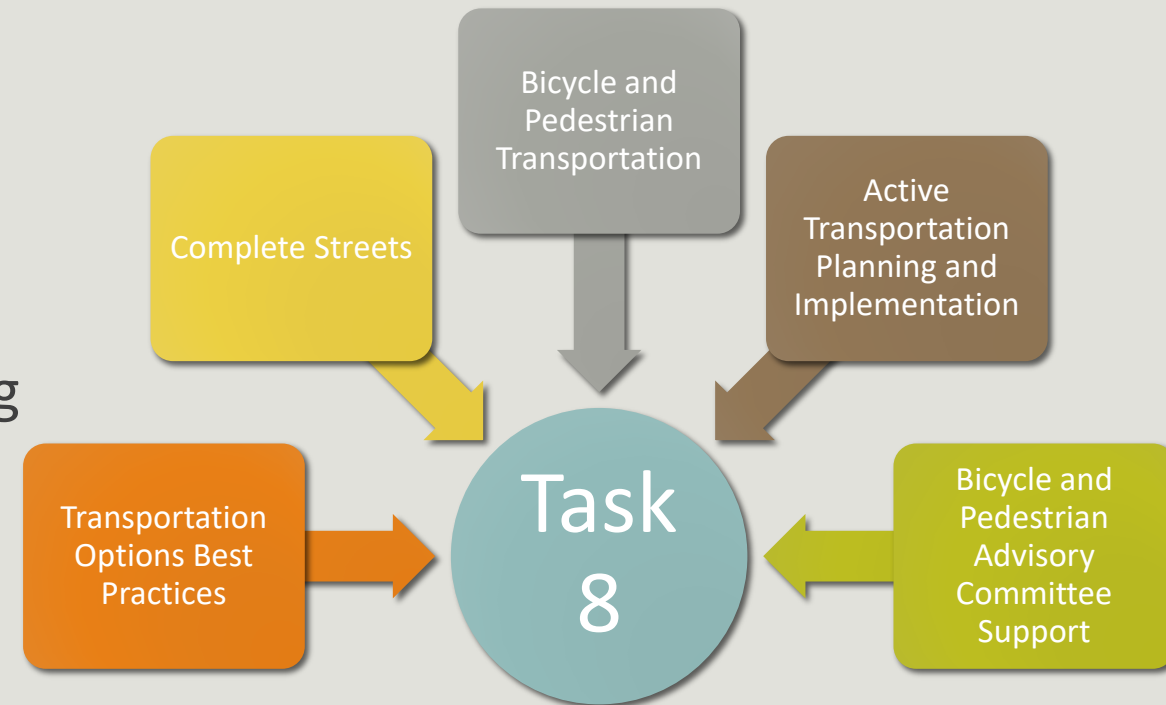 Bicycle and
Pedestrian
Transportation
Complete Streets
Active
Transportation
Planning and
Implementation
g
Transportation
Options Best
Practices
Task
8
Bicycle and
Pedestrian
Advisory
Committee
Support